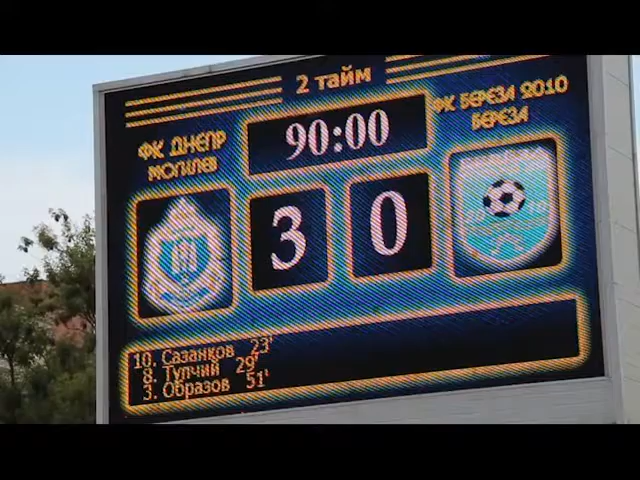 2 тайм
ФК ДНЕПР
МОГИЛЕВ
90:00
ФК БЕРЕЗА 2010
БЕРЕЗА
3 0
10. Сазанков 23'
8. Тупчий 29'
3. Образов 51'